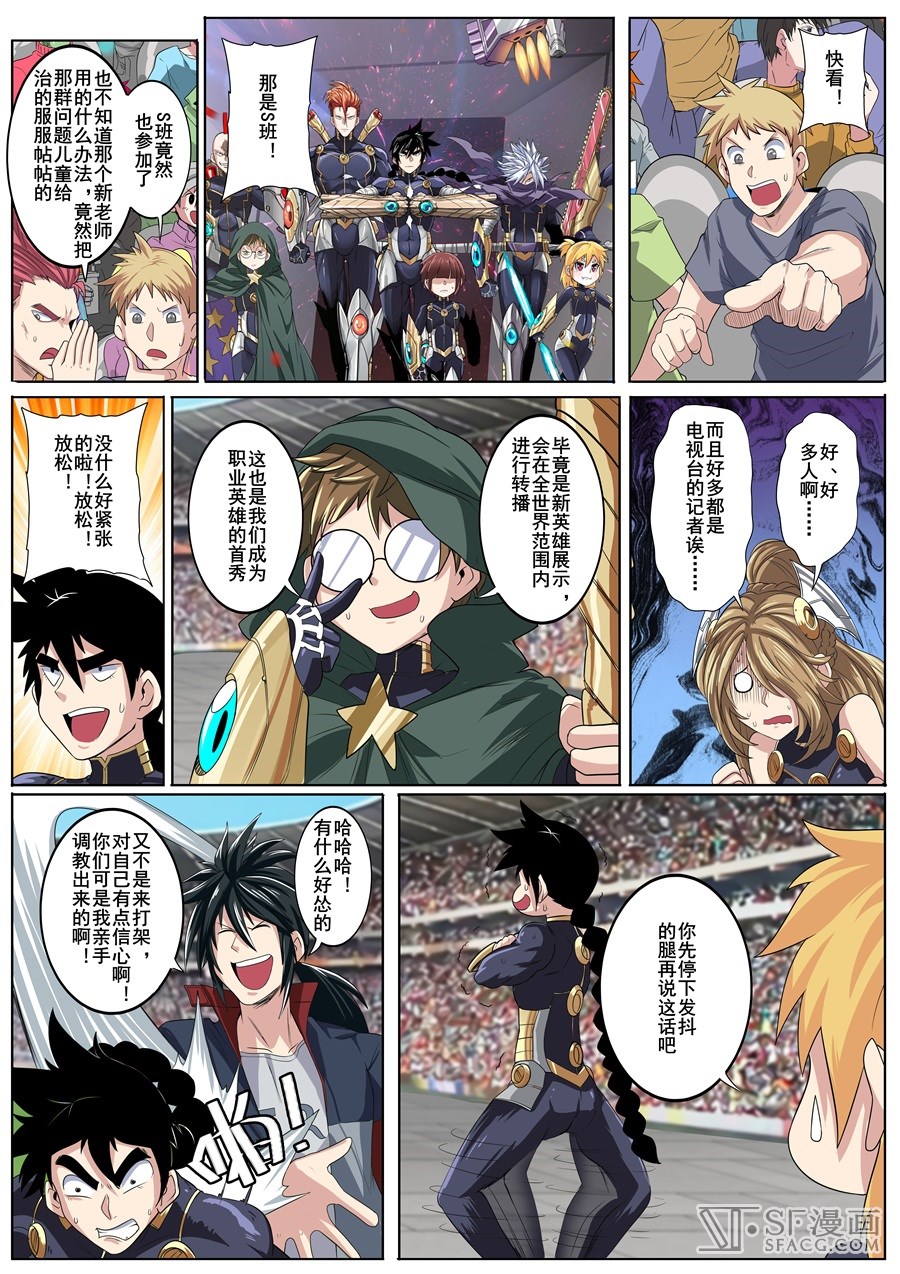 快看！
那是S班！
S班竟然
也参加了
也不知道那个新老师
用的什么办法，竟然把
那群问题儿童给
治的服服帖帖的
好、好
多人啊……
而且好多都是
电视台的记者诶……
毕竟是新英雄展示，
会在全世界范围内
进行转播
这也是我们成为
职业英雄的首秀
没什么好紧张
的啦！放松！
放松！
你先停下发抖
的腿再说这话吧
哈哈哈！
有什么好怂的
又不是来打架，
对自己有点信心啊！
你们可是我亲手
调教出来的啊！
啪！
SF漫画
SFACG.COM